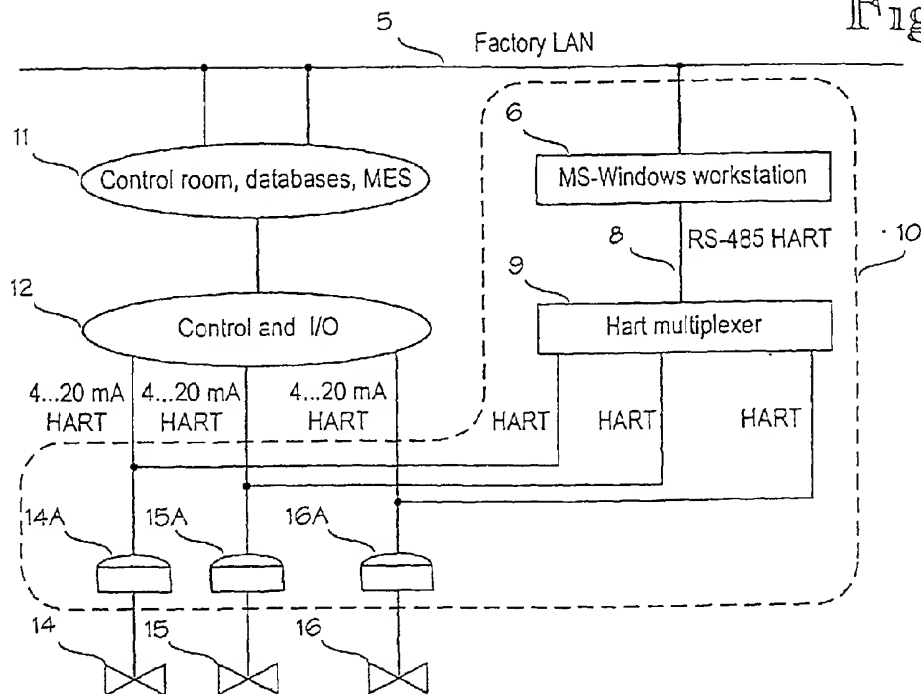 Fig
5
Factory LAN
11
6
Control room, databases, MES
MS-Windows workstation
8
RS-485 HART
10
12
9
Control and I/O
Hart multiplexer
4...20 mA
HART
4...20 mA
HART
4...20 mA
HART
HART
HART
HART
14A
15A
16A
14
15
16